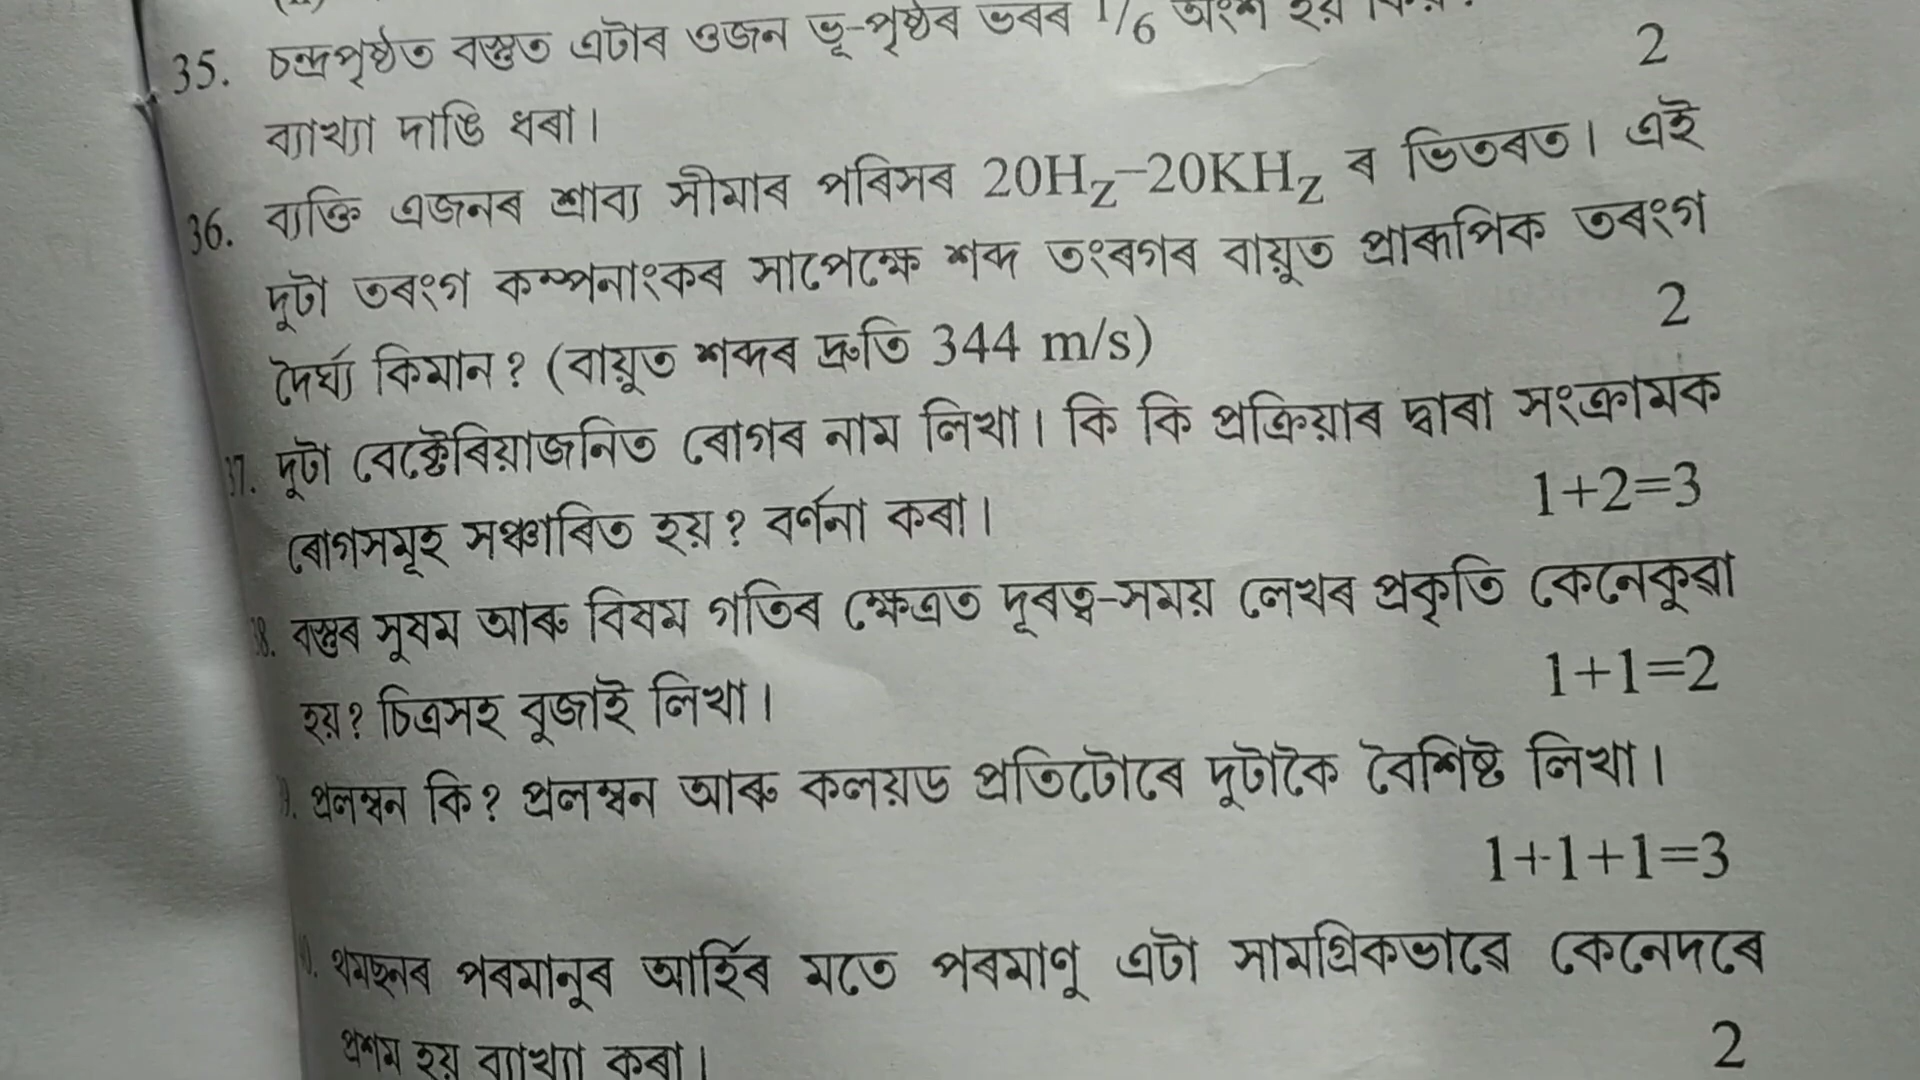 35. চন্দ্ৰপৃষ্ঠত বস্তুত এটাৰ ওজন ভূ-পৃষ্ঠৰ ভৰৰ 1/6 অংশ হয়
ব্যাখ্যা দাঙি ধৰা। 2
36. ব্যক্তি এজনৰ শ্ৰাব্য সীমাৰ পৰিসৰ 20HZ–20KHZ ৰ ভিতৰত। এই
দুটা তৰংগ কম্পনাংকৰ সাপেক্ষে শব্দ তংৰগৰ বায়ুত প্ৰাৰূপিক তৰংগ
দৈৰ্ঘ্য কিমান? (বায়ুত শব্দৰ দ্ৰুতি 344 m/s) 2
37. দুটা বেক্টেৰিয়াজনিত ৰোগৰ নাম লিখা। কি কি প্ৰক্ৰিয়াৰ দ্বাৰা সংক্ৰামক
ৰোগসমূহ সঞ্চাৰিত হয়? বৰ্ণনা কৰা। 1+2=3
8. বস্তুৰ সুষম আৰু বিষম গতিৰ ক্ষেত্ৰত দূৰত্ব-সময় লেখৰ প্ৰকৃতি কেনেকুৱা
হয়? চিত্ৰসহ বুজাই লিখা। 1+1=2
প্ৰলম্বন কি? প্ৰলম্বন আৰু কলয়ড প্ৰতিটোৰে দুটাকৈ বৈশিষ্ট লিখা।
1+1+1=3
থমছনৰ পৰমানুৰ আৰ্হিৰ মতে পৰমাণু এটা সামগ্ৰিকভাৱে কেনেদৰে
প্ৰশম হয় ব্যাখ্যা কৰা। 2